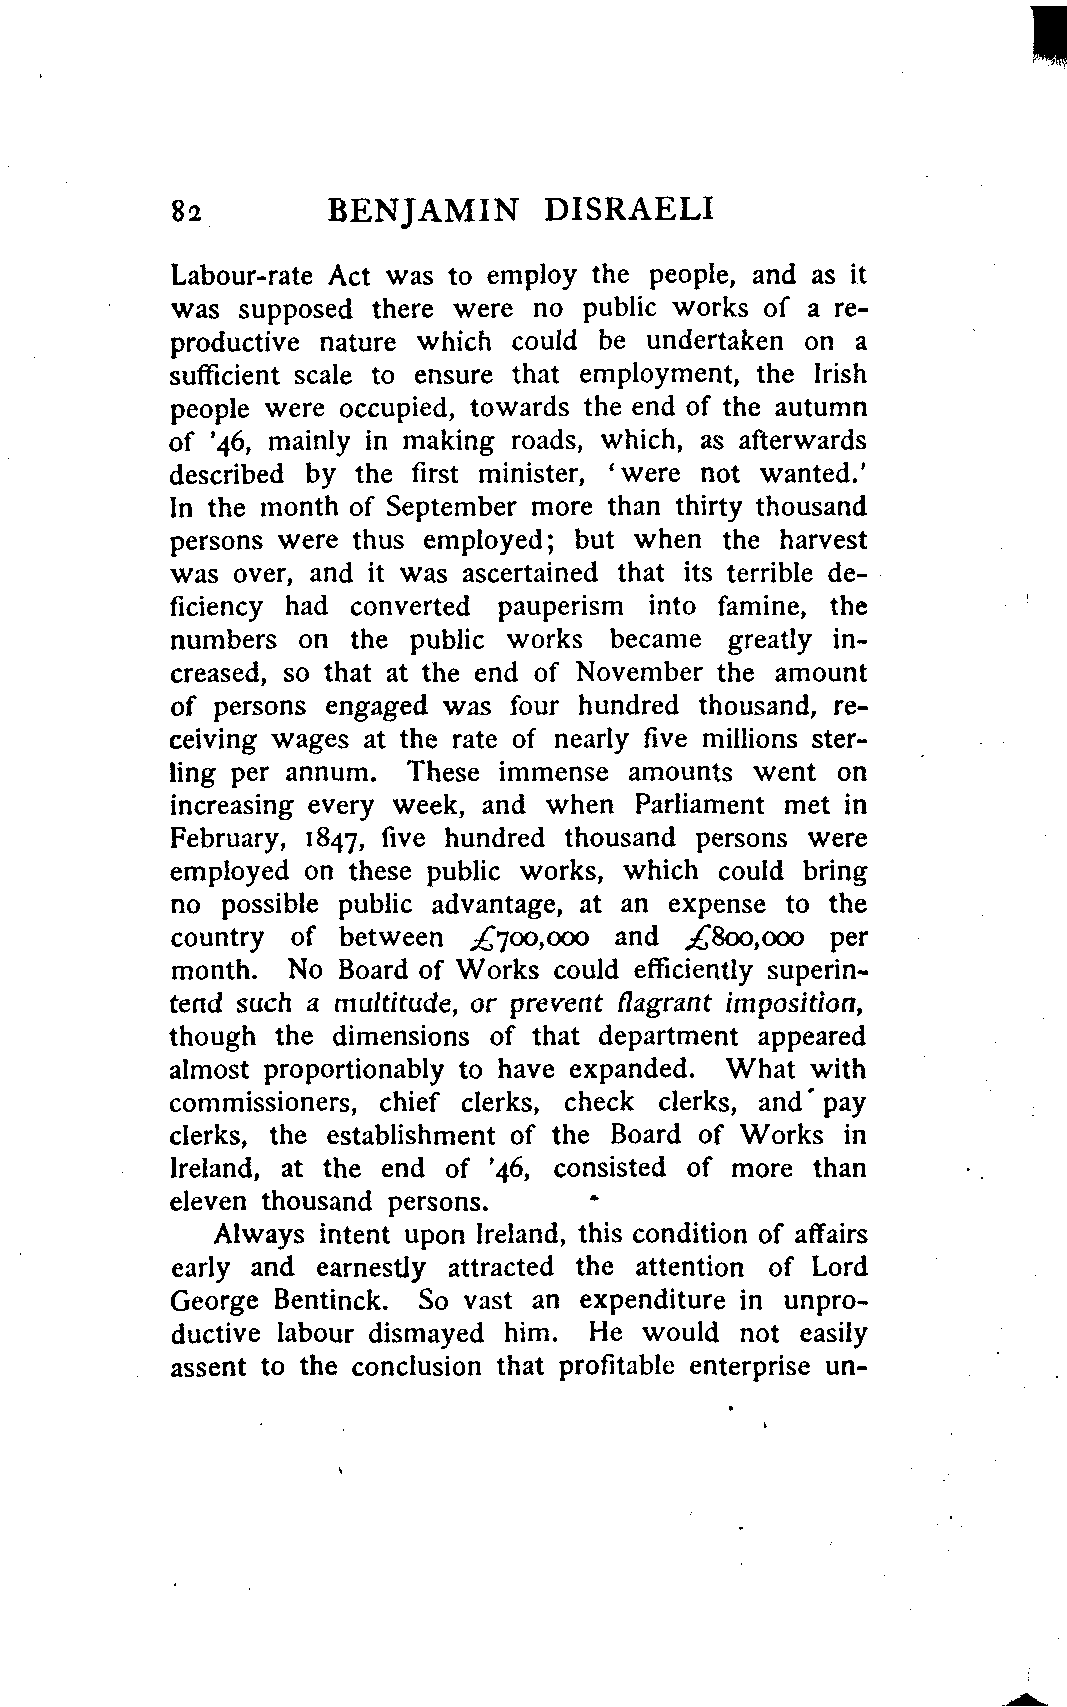 82 BENJAMIN DISRAELI
Labour-rate Act was to employ the people, and as it
was supposed there were no public works of a re-
productive nature which could be undertaken on a
sufficient scale to ensure that employment, the Irish
people were occupied, towards the end of the autumn
of '46, mainly in making roads, which, as afterwards
described by the first minister, ‘were not wanted.’
In the month of September more than thirty thousand
persons were thus employed; but when the harvest
was over, and it was ascertained that its terrible de-
ficiency had converted pauperism into famine, the
numbers on the public works became greatly in-
creased, so that at the end of November the amount
of persons engaged was four hundred thousand, re-
ceiving wages at the rate of nearly five millions ster-
ling per annum. These immense amounts went on
increasing every week, and when Parliament met in
February, 1847, five hundred thousand persons were
employed on these public works, which could bring
no possible public advantage, at an expense to the
country of between £700,000 and £800,000 per
month. No Board of Works could efficiently superin-
tend such a multitude, or prevent flagrant imposition,
though the dimensions of that department appeared
almost proportionably to have expanded. What with
commissioners, chief clerks, check clerks, and pay
clerks, the establishment of the Board of Works in
Ireland, at the end of '46, consisted of more than
eleven thousand persons.
Always intent upon Ireland, this condition of affairs
early and earnestly attracted the attention of Lord
George Bentinck. So vast an expenditure in unpro-
ductive labour dismayed him. He would not easily
assent to the conclusion that profitable enterprise un-